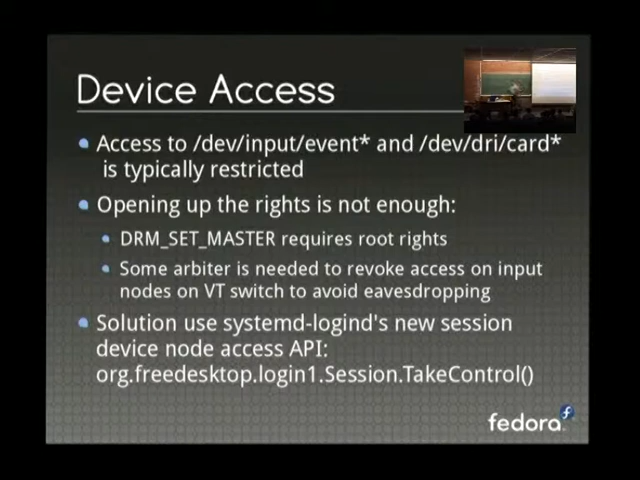 Device Access
Access to /dev/input/event* and /dev/dri/card*
is typically restricted
Opening up the rights is not enough:
DRM_SET_MASTER requires root rights
Some arbiter is needed to revoke access on input
nodes on VT switch to avoid eavesdropping
Solution use systemd-logind's new session
device node access API:
org.freedesktop.login1.Session.TakeControl()
fedora